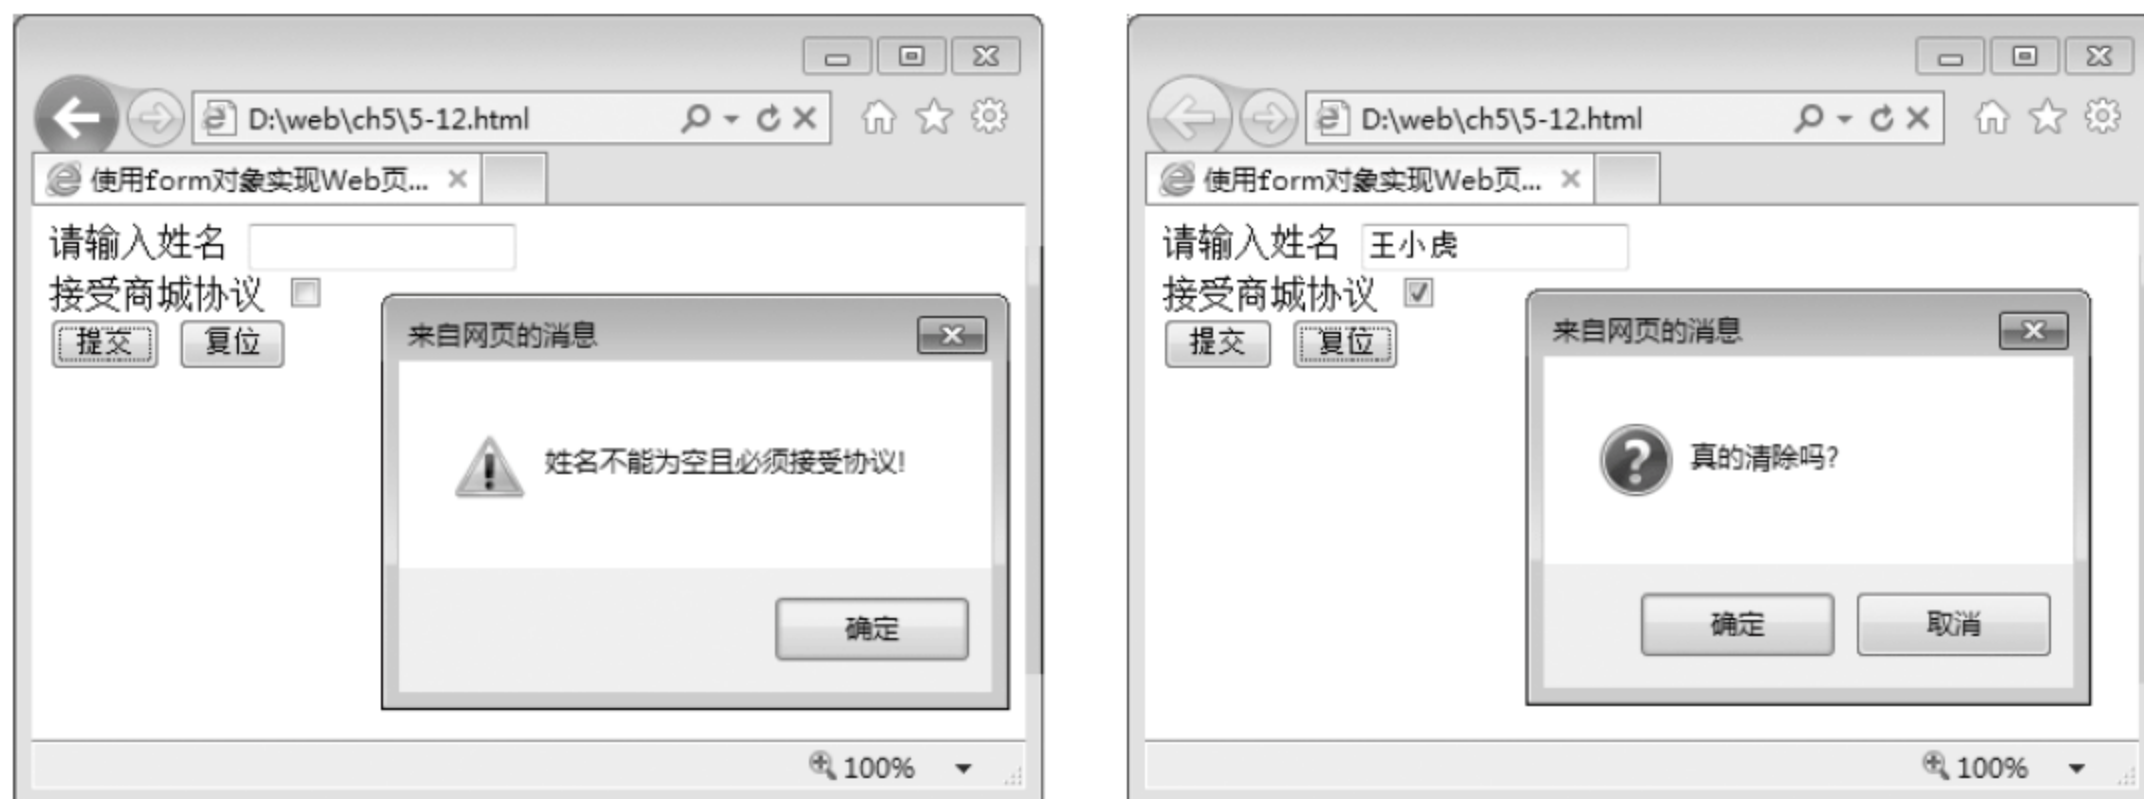 D:\web\ch5\5-12.html
使用form对象实现Web页...
请输入姓名
接受商城协议
提交 复位
来自网页的消息
姓名不能为空且必须接受协议!
确定
100%
D:\web\ch5\5-12.html
使用form对象实现Web页...
请输入姓名 王小虎
接受商城协议
提交 复位
来自网页的消息
真的清除吗?
确定 取消
100%